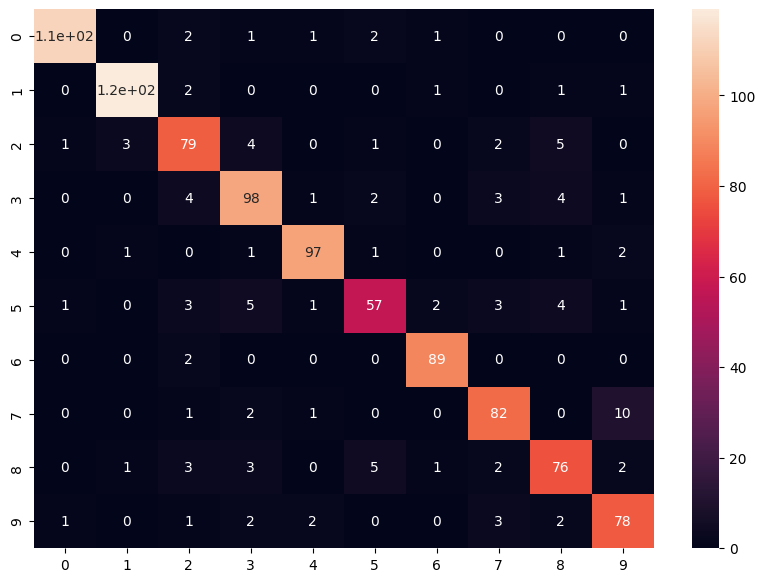 0 1.1e+02 0 2 1 1 2 1 0 0 0
1 0 1.2e+02 2 0 0 0 1 0 1 1
2 1 3 79 4 0 1 0 2 5 0
3 0 0 4 98 1 2 0 3 4 1
4 0 1 0 1 97 1 0 0 1 2
5 1 0 3 5 1 57 2 3 4 1
6 0 0 2 0 0 0 89 0 0 0
7 0 0 1 2 1 0 0 82 0 10
8 0 1 3 3 0 5 1 2 76 2
9 1 0 1 2 2 0 0 3 2 78
0 1 2 3 4 5 6 7 8 9
100
80
60
40
20
0